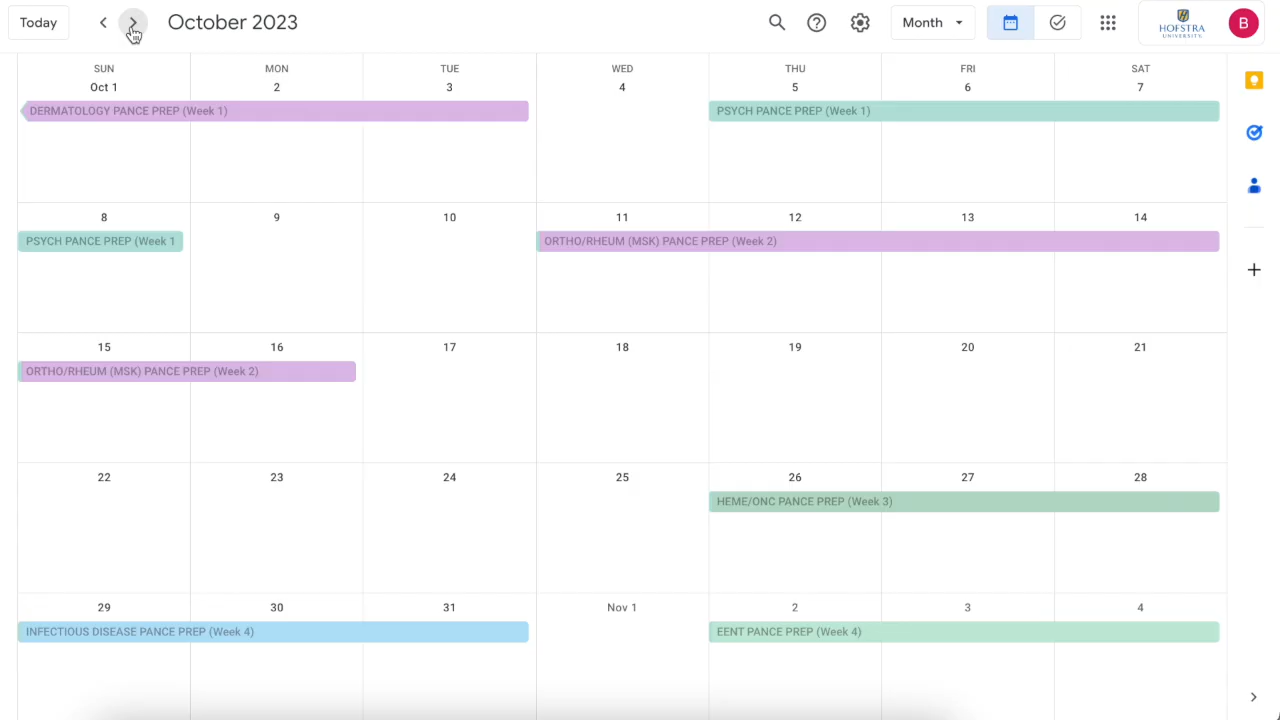 Today
October 2023
Month
HOFSTRA
UNIVERSITY
B
SUN MON TUE WED THU FRI SAT
Oct 1 2 3 4 5 6 7
DERMATOLOGY PANCE PREP (Week 1) PSYCH PANCE PREP (Week 1)
8 9 10 11 12 13 14
PSYCH PANCE PREP (Week 1 ORTHO/RHEUM (MSK) PANCE PREP (Week 2)
15 16 17 18 19 20 21
ORTHO/RHEUM (MSK) PANCE PREP (Week 2)
22 23 24 25 26 27 28
HEME/ONC PANCE PREP (Week 3)
29 30 31 Nov 1 2 3 4
INFECTIOUS DISEASE PANCE PREP (Week 4) EENT PANCE PREP (Week 4)